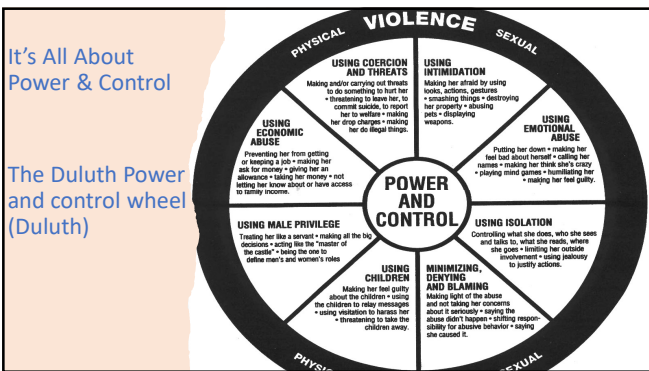 It's All About
Power & Control
The Duluth Power
and control wheel
(Duluth)
PHYSICAL VIOLENCE SEXUAL
USING COERCION
AND THREATS
Making and/or carrying out threats
to do something to hurt her
• threatening to leave her, to
commit suicide, to report
her to welfare • making
her drop charges • making
her do illegal things.
USING
INTIMIDATION
Making her afraid by using
looks, actions, gestures
• smashing things • destroying
her property • abusing
pets • displaying
weapons.
USING
ECONOMIC
ABUSE
Preventing her from getting
or keeping a job • making her
ask for money • giving her an
allowance • taking her money • not
letting her know about or have access
to family income.
USING
EMOTIONAL
ABUSE
Putting her down • making her
feel bad about herself • calling her
names • making her think she's crazy
• playing mind games • humiliating her
• making her feel guilty.
POWER
AND
CONTROL
USING MALE PRIVILEGE
Treating her like a servant • making all the big
decisions • acting like the "master of
the castle" • being the one to
define men's and women's roles
USING ISOLATION
Controlling what she does, who she sees
and talks to, what she reads, where
she goes • limiting her outside
involvement • using jealousy
to justify actions.
USING
CHILDREN
Making her feel guilty
about the children • using
the children to relay messages
• using visitation to harass her
• threatening to take the
children away.
MINIMIZING,
DENYING
AND BLAMING
Making light of the abuse
and not taking her concerns
about it seriously • saying the
abuse didn't happen • shifting respon-
sibility for abusive behavior • saying
she caused it.